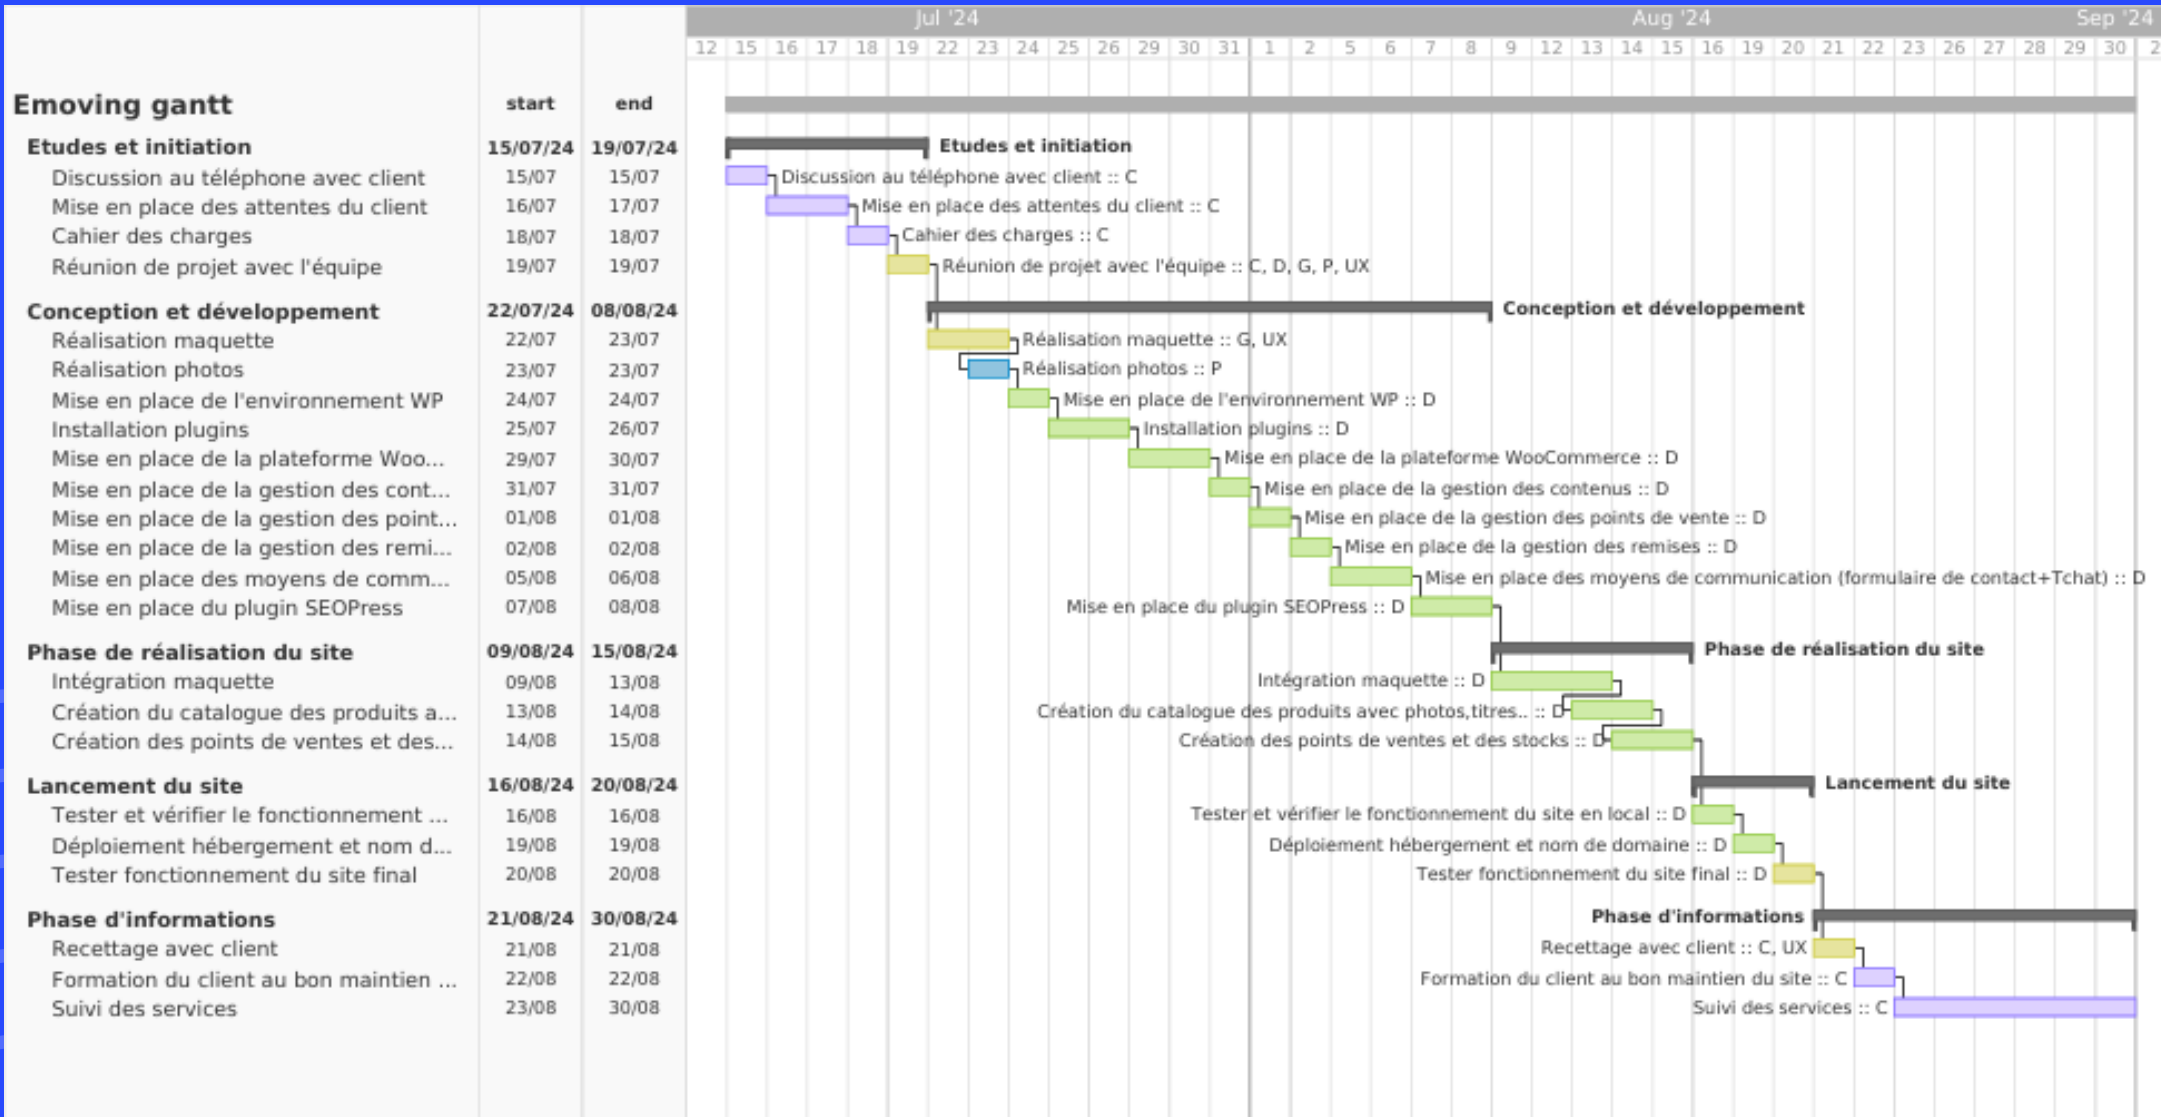 Jul '24 Aug '24 Sep '24
12 15 16 17 18 19 22 23 24 25 26 29 30 31 1 2 5 6 7 8 9 12 13 14 15 16 19 20 21 22 23 26 27 28 29 30 2
Emoving gantt start end
Etudes et initiation 15/07/24 19/07/24 Etudes et initiation
Discussion au téléphone avec client 15/07 15/07 Discussion au téléphone avec client :: C
Mise en place des attentes du client 16/07 17/07 Mise en place des attentes du client :: C
Cahier des charges 18/07 18/07 Cahier des charges :: C
Réunion de projet avec l'équipe 19/07 19/07 Réunion de projet avec l'équipe :: C, D, G, P, UX
Conception et développement 22/07/24 08/08/24 Conception et développement
Réalisation maquette 22/07 23/07 Réalisation maquette :: G, UX
Réalisation photos 23/07 23/07 Réalisation photos :: P
Mise en place de l'environnement WP 24/07 24/07 Mise en place de l'environnement WP :: D
Installation plugins 25/07 26/07 Installation plugins :: D
Mise en place de la plateforme Woo... 29/07 30/07 Mise en place de la plateforme WooCommerce :: D
Mise en place de la gestion des cont... 31/07 31/07 Mise en place de la gestion des contenus :: D
Mise en place de la gestion des point... 01/08 01/08 Mise en place de la gestion des points de vente :: D
Mise en place de la gestion des remi... 02/08 02/08 Mise en place de la gestion des remises :: D
Mise en place des moyens de comm... 05/08 06/08 Mise en place des moyens de communication (formulaire de contact+Tchat) :: D
Mise en place du plugin SEOPress 07/08 08/08 Mise en place du plugin SEOPress :: D
Phase de réalisation du site 09/08/24 15/08/24 Phase de réalisation du site
Intégration maquette 09/08 13/08 Intégration maquette :: D
Création du catalogue des produits a... 13/08 14/08 Création du catalogue des produits avec photos,titres.. :: D
Création des points de ventes et des... 14/08 15/08 Création des points de ventes et des stocks :: D
Lancement du site 16/08/24 20/08/24 Lancement du site
Tester et vérifier le fonctionnement ... 16/08 16/08 Tester et vérifier le fonctionnement du site en local :: D
Déploiement hébergement et nom d... 19/08 19/08 Déploiement hébergement et nom de domaine :: D
Tester fonctionnement du site final 20/08 20/08 Tester fonctionnement du site final :: D
Phase d'informations 21/08/24 30/08/24 Phase d'informations
Recettage avec client 21/08 21/08 Recettage avec client :: C, UX
Formation du client au bon maintien ... 22/08 22/08 Formation du client au bon maintien du site :: C
Suivi des services 23/08 30/08 Suivi des services :: C